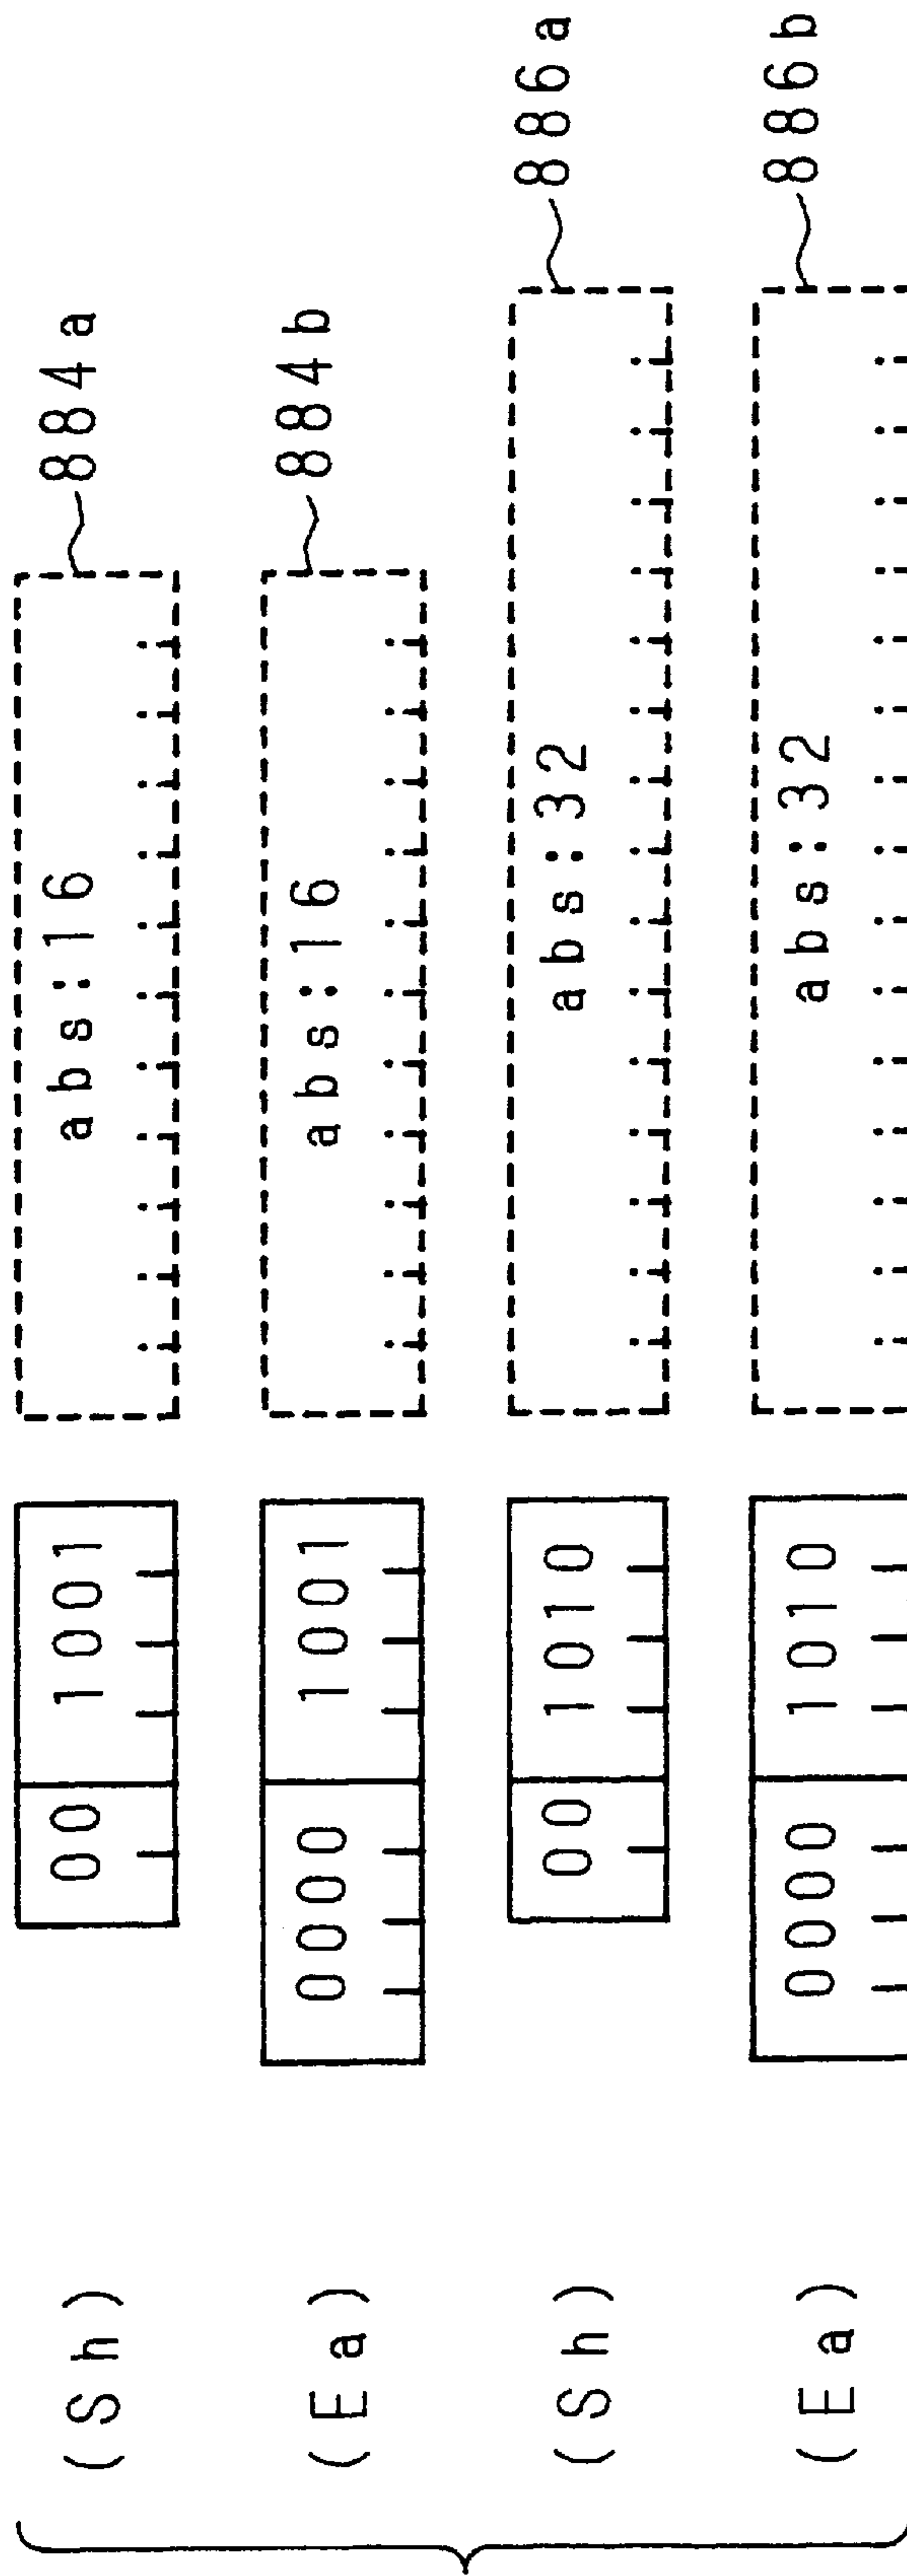 (Sh) 00 1001 abs:16 884a
(Ea) 0000 1001 abs:16 884b
(Sh) 00 1010 abs:32 886a
(Ea) 0000 1010 abs:32 886b